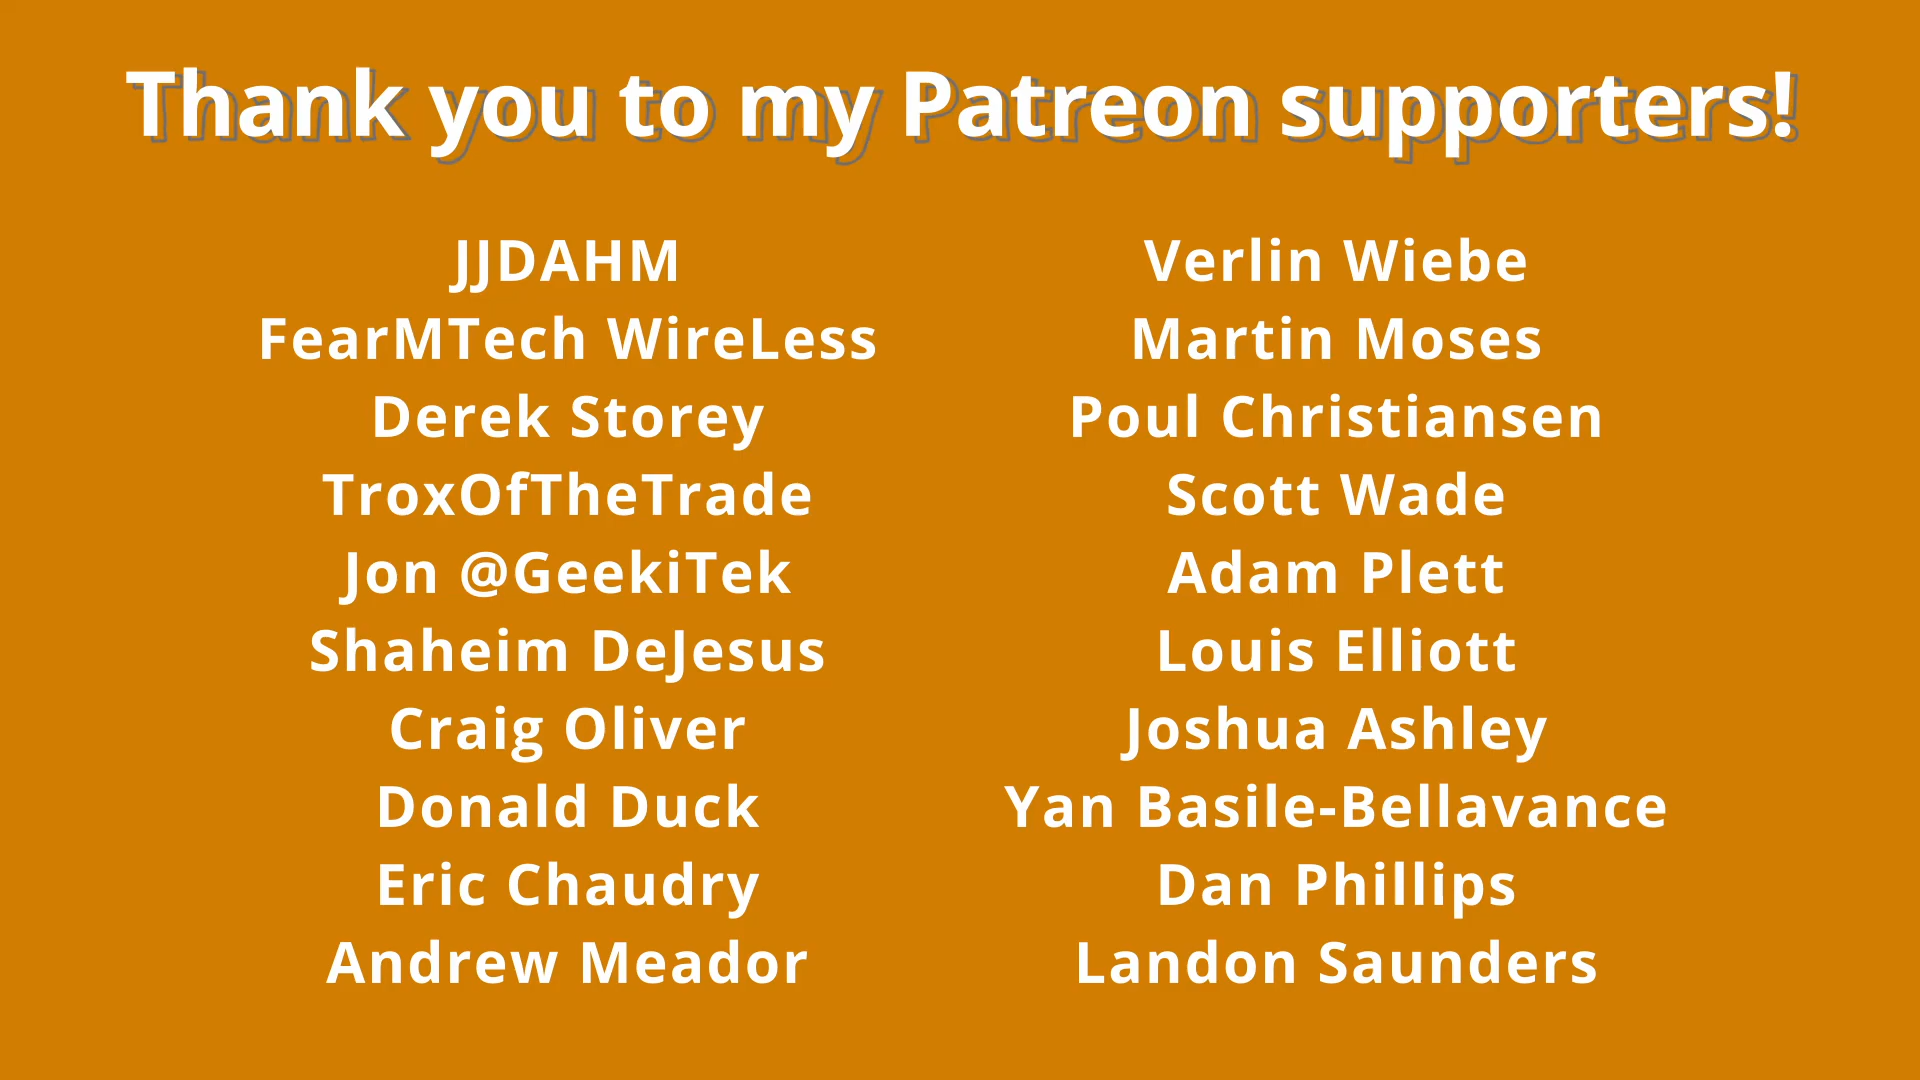 Thank you to my Patreon supporters!
JJDAHM
FearMTech WireLess
Derek Storey
TroxOfTheTrade
Jon @GeekiTek
Shaheim DeJesus
Craig Oliver
Donald Duck
Eric Chaudry
Andrew Meador
Verlin Wiebe
Martin Moses
Poul Christiansen
Scott Wade
Adam Plett
Louis Elliott
Joshua Ashley
Yan Basile-Bellavance
Dan Phillips
Landon Saunders